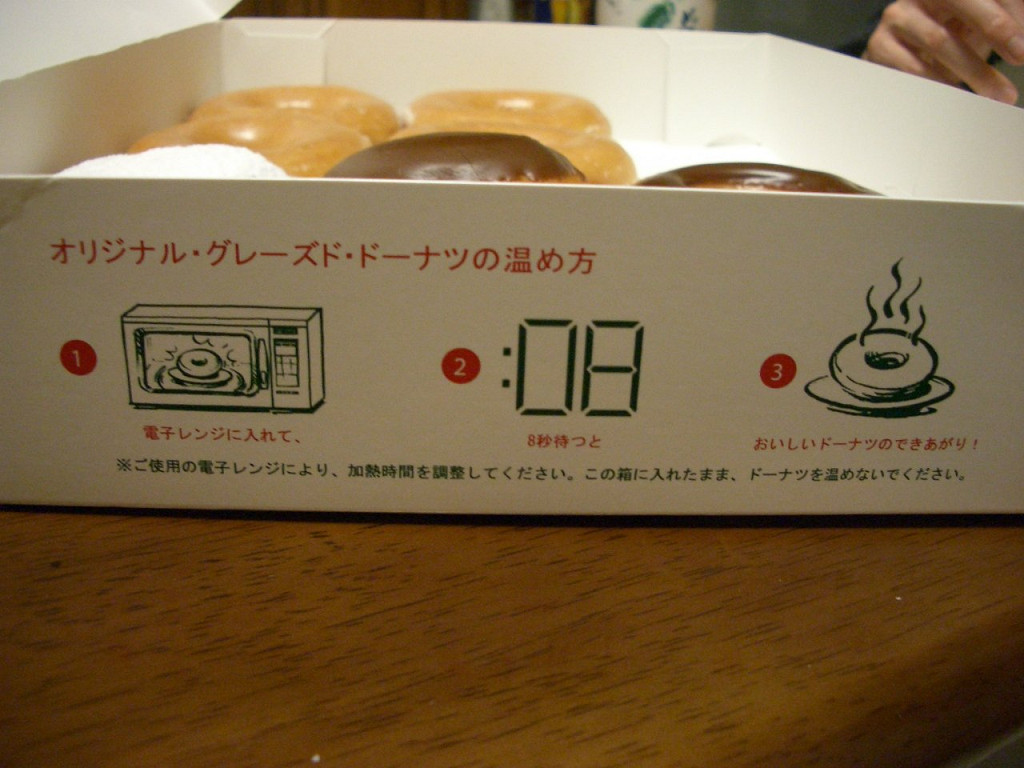 オリジナル・グレーズド・ドーナツの温め方
1
電子レンジに入れて、
2
:08
8秒待つと
3
おいしいドーナツのできあがり！
※ご使用の電子レンジにより、加熱時間を調整してください。この箱に入れたまま、ドーナツを温めないでください。